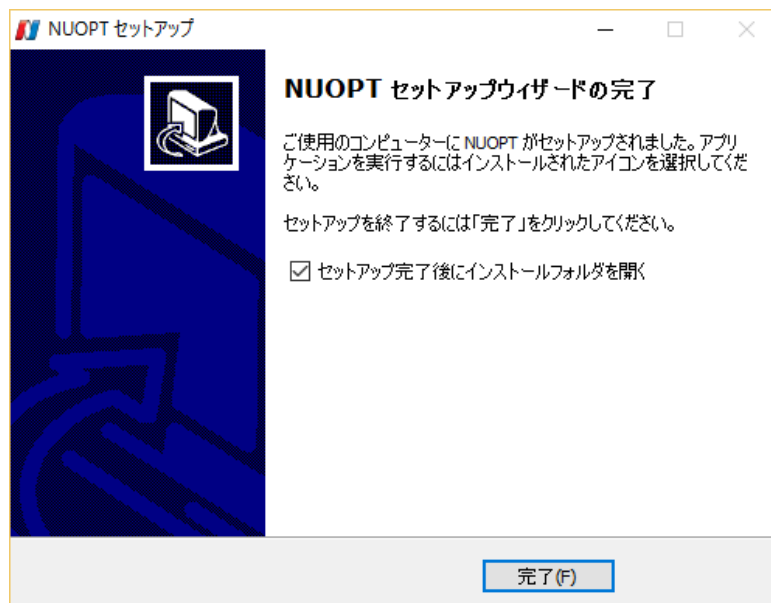 NUOPT セットアップ
NUOPT セットアップウィザードの完了
ご使用のコンピューターに NUOPT がセットアップされました。アプリ
ケーションを実行するにはインストールされたアイコンを選択してくだ
さい。
セットアップを終了するには「完了」をクリックしてください。
セットアップ完了後にインストールフォルダを開く
完了(F)